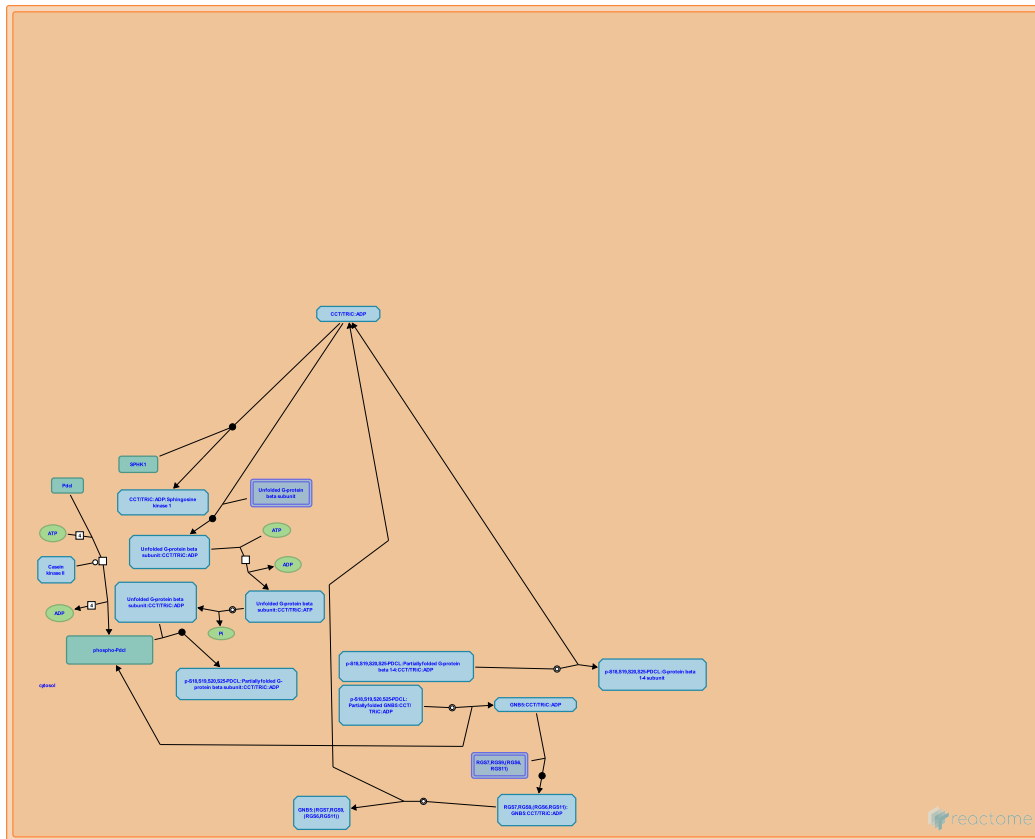 CCT/TRiC:ADP
SPHK1
Pdcl
Unfolded G-protein
beta subunit
CCT/TRiC:ADP:Sphingosine
kinase 1
ATP
4
ATP
Unfolded G-protein beta
subunit:CCT/TRiC:ADP
Casein
kinase II
ADP
Unfolded G-protein beta
subunit:CCT/TRiC:ADP
Unfolded G-protein beta
subunit:CCT/TRiC:ATP
ADP
4
Pi
phospho-Pdcl
p-S18,S19,S20,S25-PDCL:Partially folded G-protein
beta 1-4:CCT/TRiC:ADP
p-S18,S19,S20,S25-PDCL:G-protein beta
1-4 subunit
cytosol
p-S18,S19,S20,S25-PDCL:Partially folded G-
protein beta subunit:CCT/TRiC:ADP
p-S18,S19,S20,S25-PDCL:
Partially folded GNB5:CCT/
TRiC:ADP
GNB5:CCT/TRiC:ADP
RGS7,RGS9,(RGS6,
RGS11)
GNB5:(RGS7,RGS9,
(RGS6,RGS11))
RGS7,RGS9,(RGS6,RGS11):
GNB5:CCT/TRiC:ADP
reactome